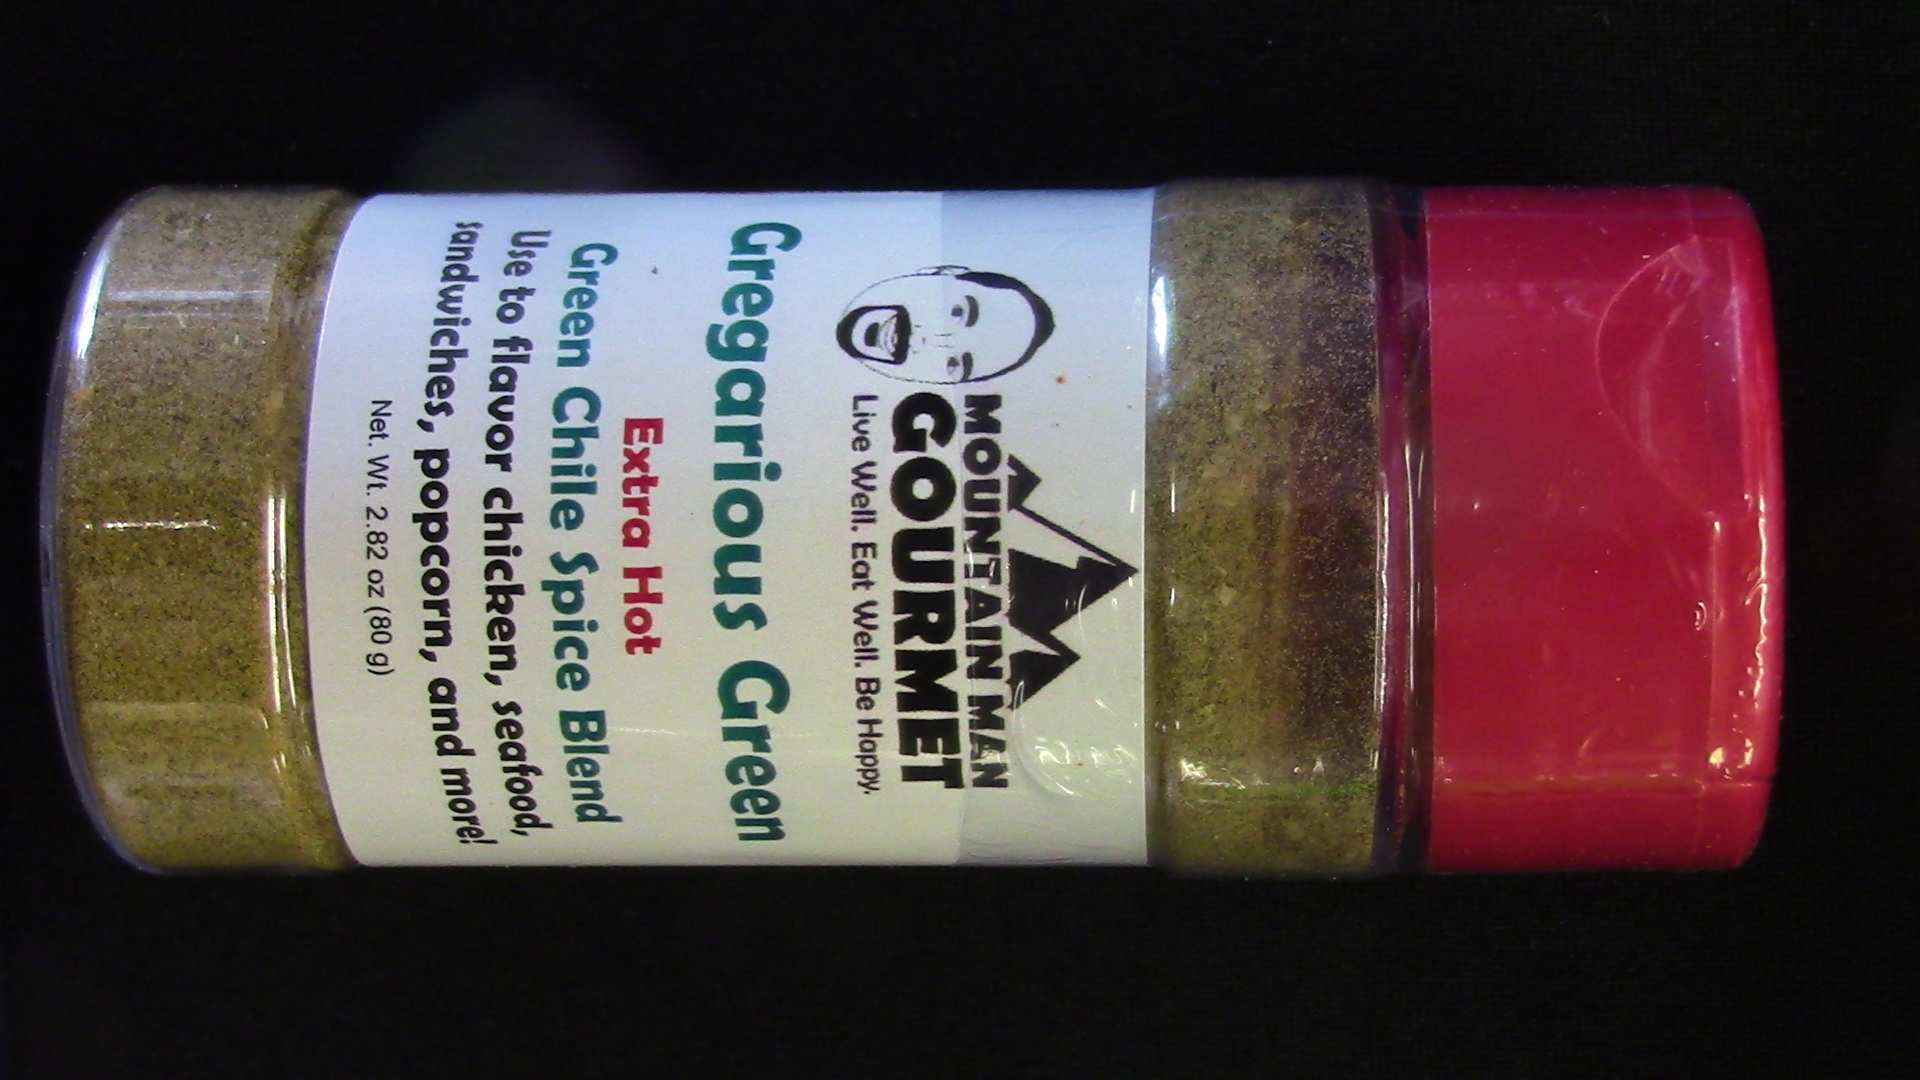 MOUNTAIN MAN
GOURMET
Live Well. Eat Well. Be Happy.
Gregarious Green
Extra Hot
Green Chile Spice Blend
Use to flavor chicken, seafood,
sandwiches, popcorn, and more!
Net. Wt. 2.82 oz (80 g)